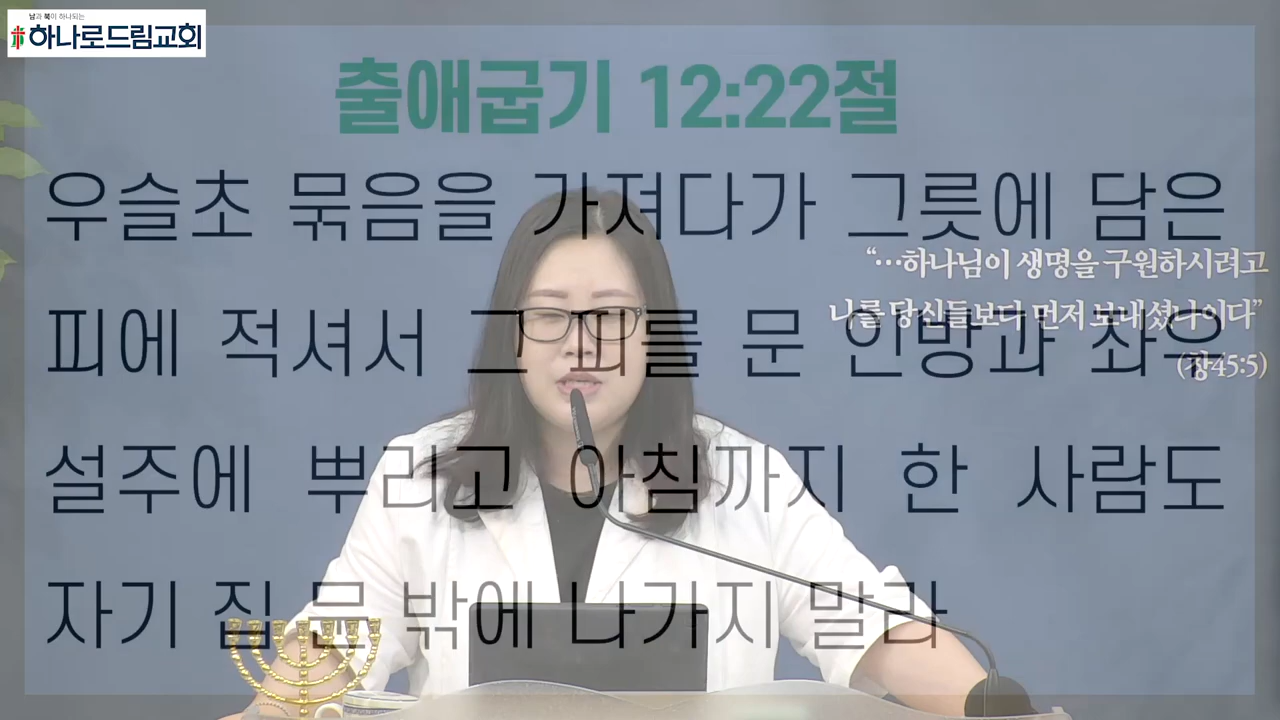 남과 북이 하나되는
하나로드림교회
출애굽기 12:22절
우슬초 묶음을 가져다가 그릇에 담은
피에 적셔서 그 피를 문 인방과 좌우
설주에 뿌리고 아침까지 한 사람도
자기 집 문 밖에 나가지 말라
“…하나님이 생명을 구원하시려고
나를 당신들보다 먼저 보내셨나이다”
(창45:5)